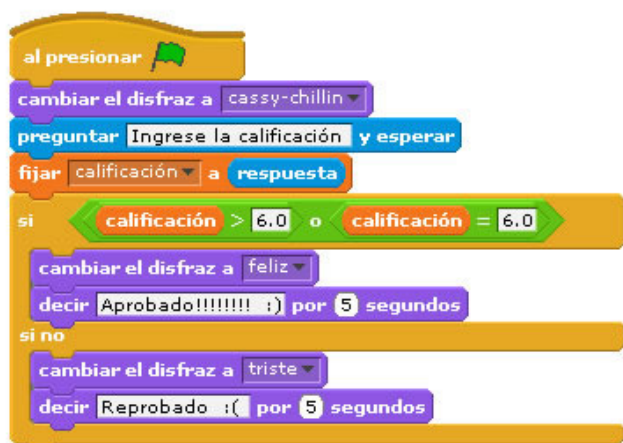 al presionar
cambiar el disfraz a cassy-chillin
preguntar Ingrese la calificación y esperar
fijar calificación a respuesta
si calificación > 6.0 o calificación = 6.0
cambiar el disfraz a feliz
decir Aprobado!!!!!!!! :) por 5 segundos
si no
cambiar el disfraz a triste
decir Reprobado :( por 5 segundos